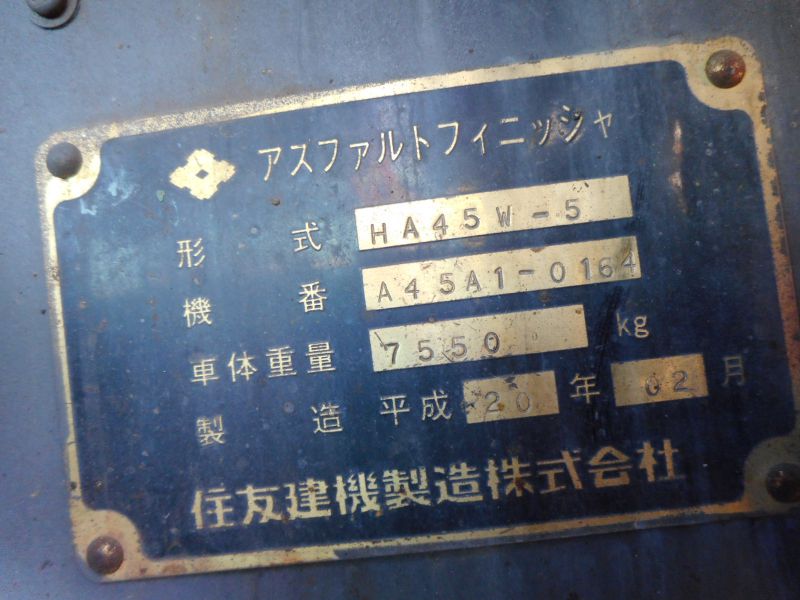 アスファルトフィニッシャ
形式 HA45W-5
機番 A45A1-0164
車体重量 7550 kg
製造 平成 20 年 02 月
住友建機製造株式会社